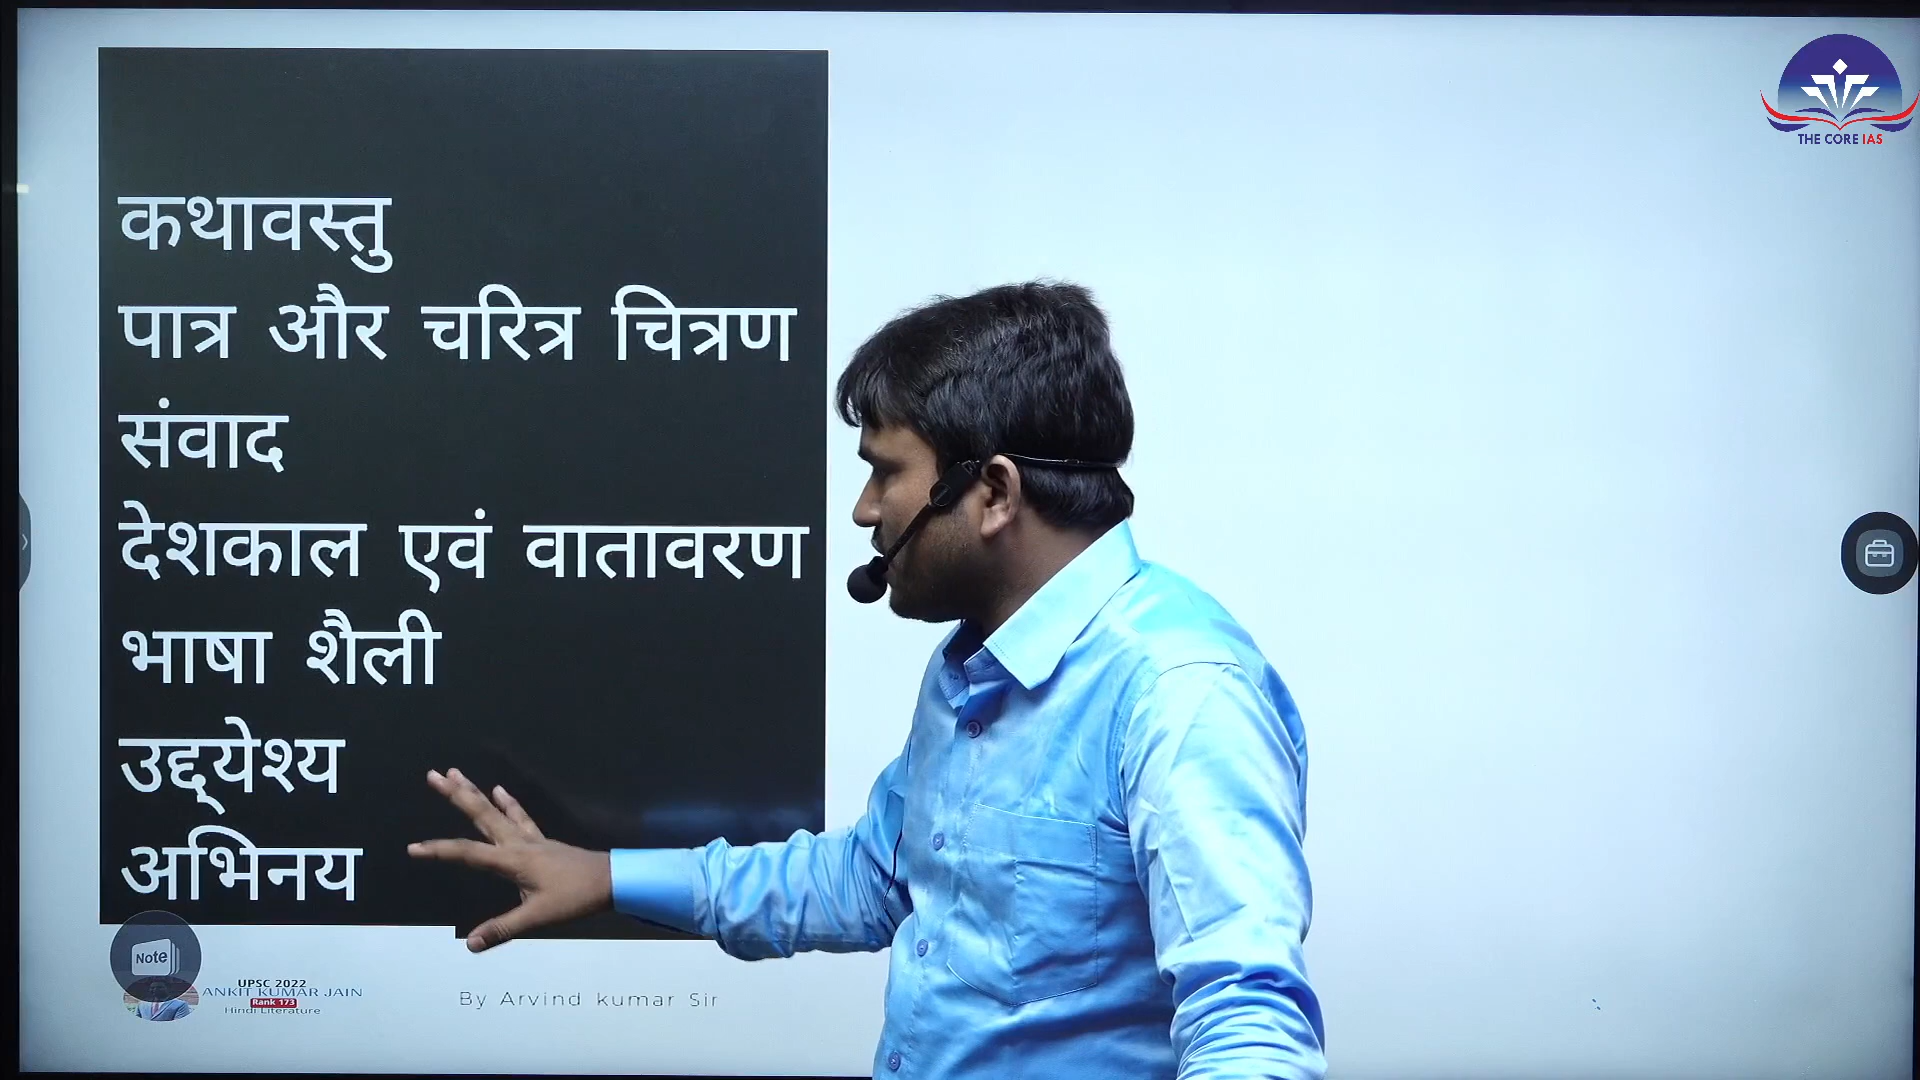 THE CORE IAS
कथावस्तु
पात्र और चरित्र चित्रण
संवाद
देशकाल एवं वातावरण
भाषा शैली
उद्द्येश्य
अभिनय
Note
UPSC 2022
ANKIT KUMAR JAIN
Rank 173
Hindi Literature
By Arvind kumar Sir